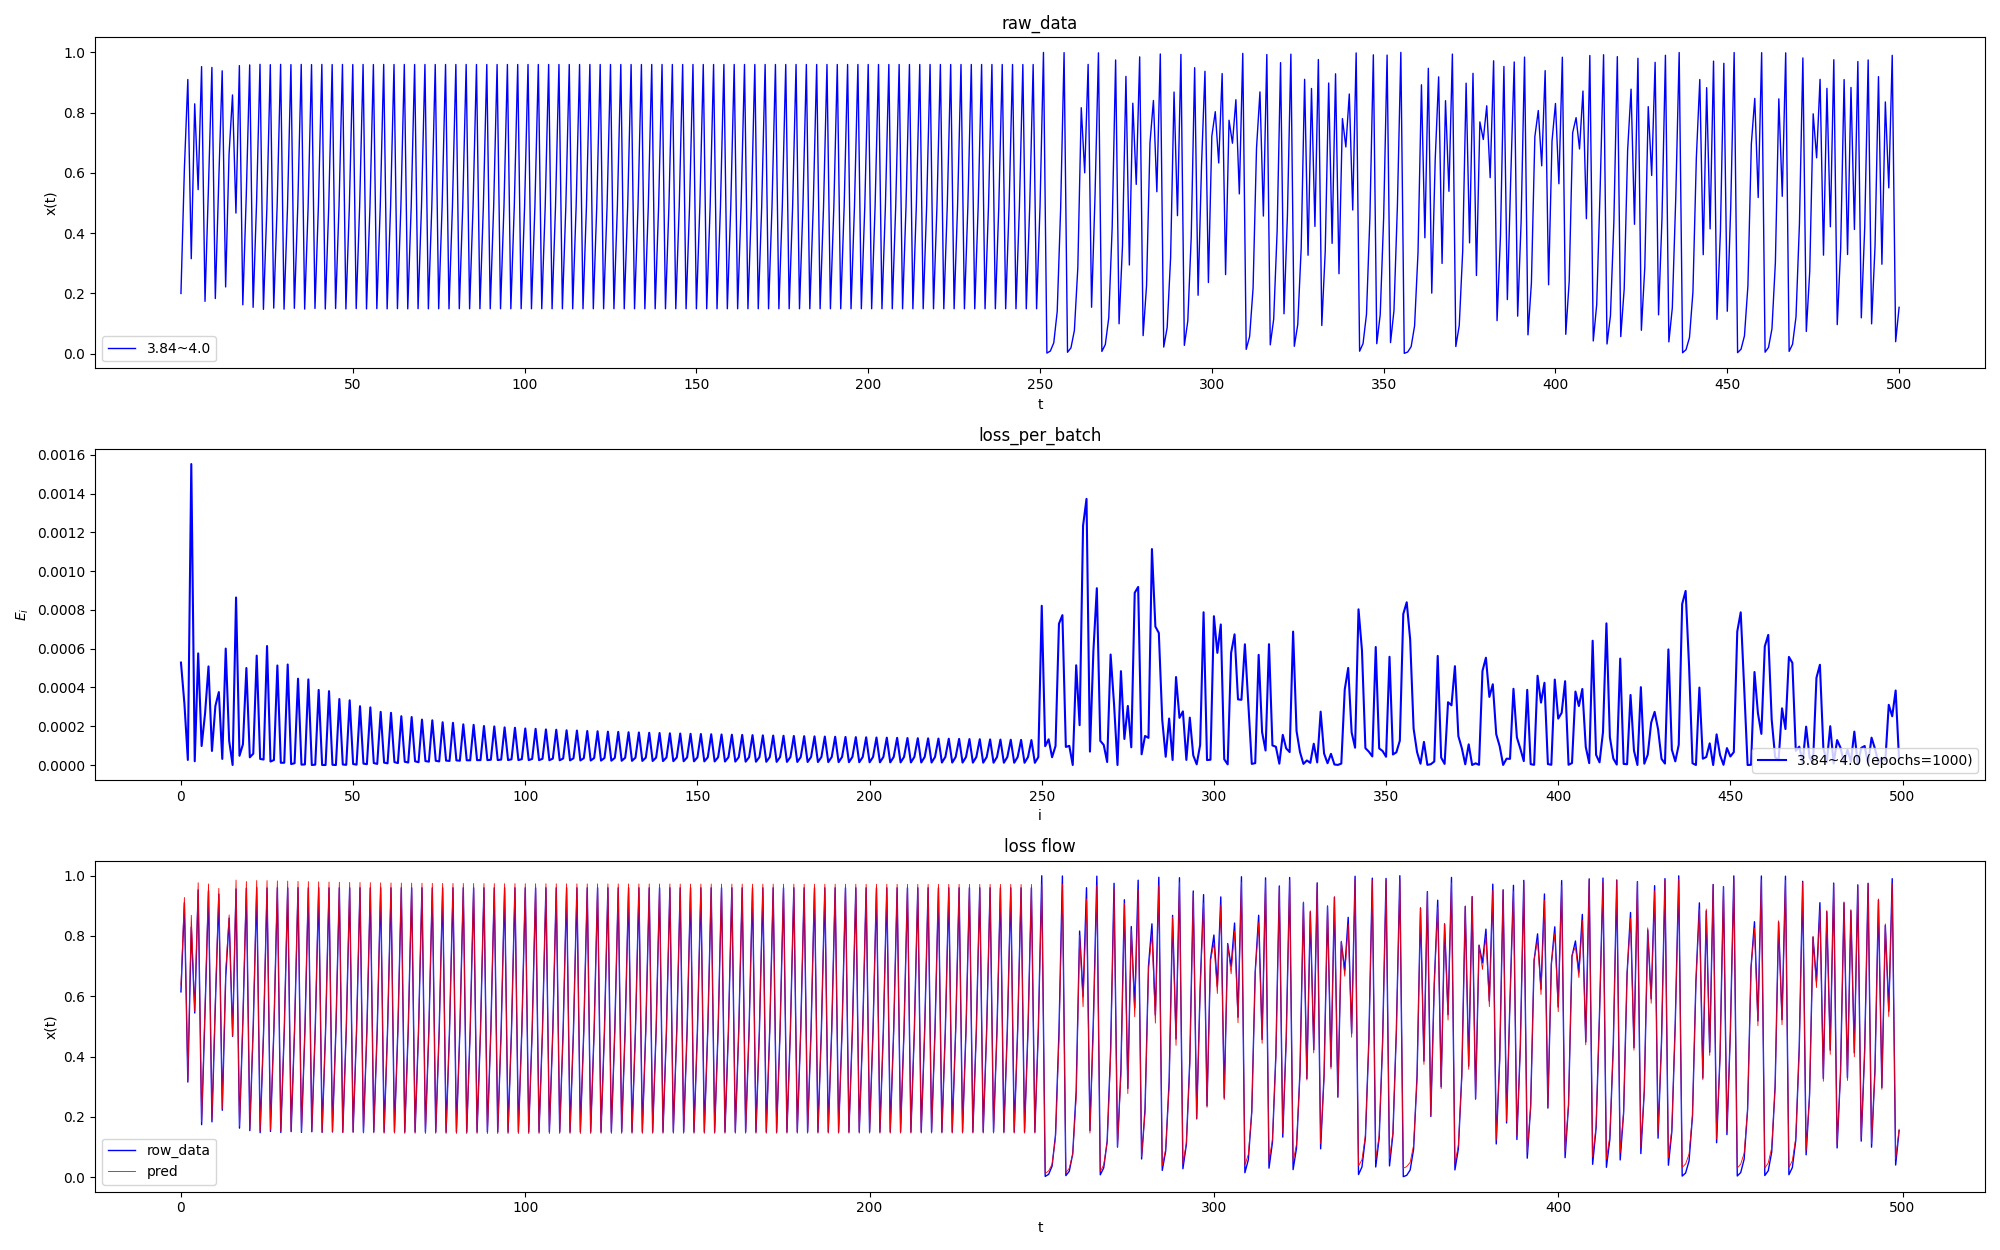 raw_data
x(t)
1.0
0.8
0.6
0.4
0.2
0.0
3.84~4.0
50 100 150 200 250 300 350 400 450 500
t
loss_per_batch
E_i
0.0016
0.0014
0.0012
0.0010
0.0008
0.0006
0.0004
0.0002
0.0000
3.84~4.0 (epochs=1000)
0 50 100 150 200 250 300 350 400 450 500
i
loss flow
x(t)
1.0
0.8
0.6
0.4
0.2
0.0
row_data
pred
0 100 200 300 400 500
t